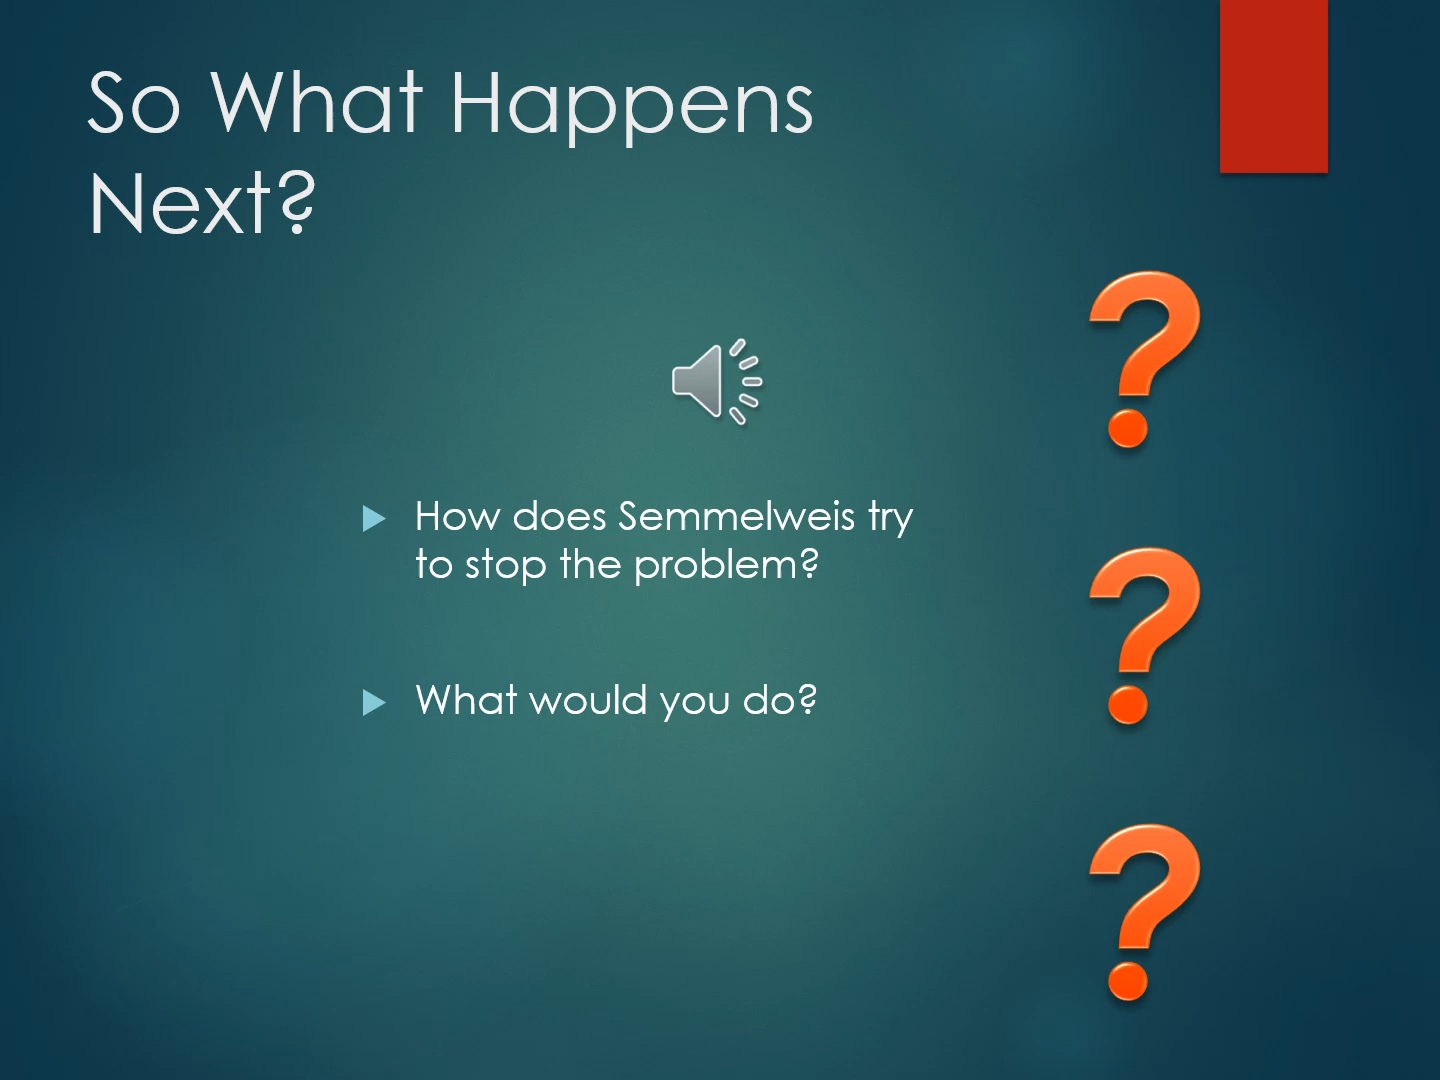 So What Happens
Next?
?
How does Semmelweis try
to stop the problem?
?
What would you do?
?